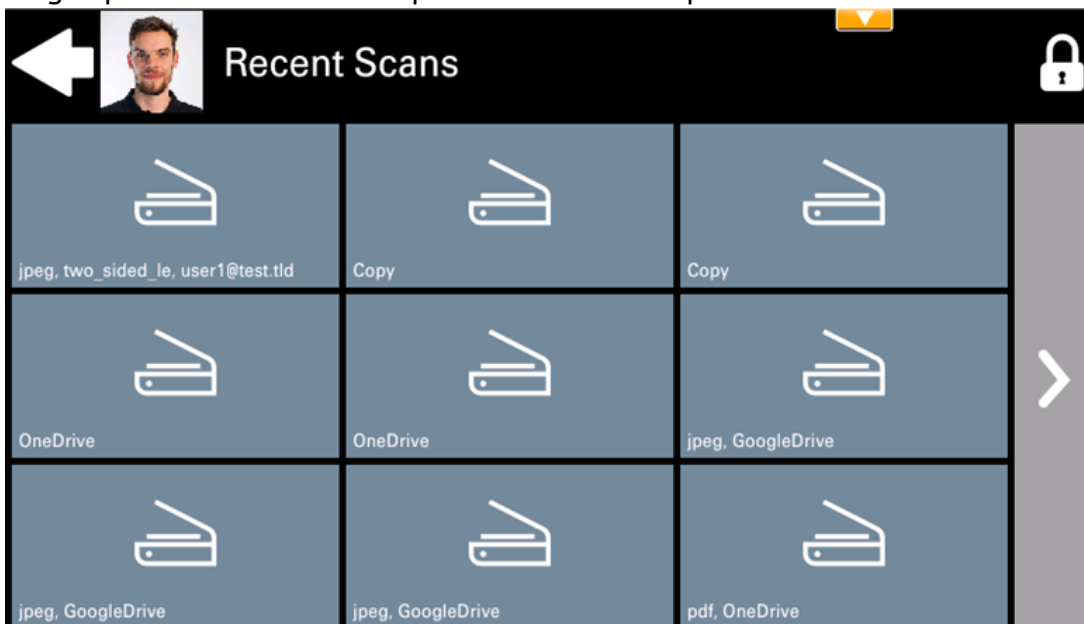 Recent Scans
jpeg, two_sided_le, user1@test.tld
Copy
Copy
OneDrive
OneDrive
jpeg, GoogleDrive
jpeg, GoogleDrive
jpeg, GoogleDrive
pdf, OneDrive